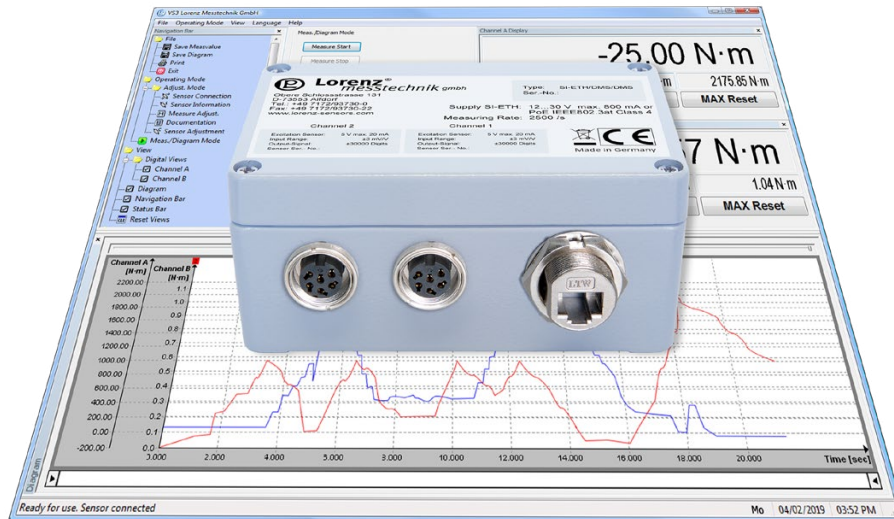 VS3 Lorenz Messtechnik GmbH
File Operating Mode View Language Help
Navigation Bar
File
Save Measvalue
Save Diagram
Print
Exit
Operating Mode
Adjust. Mode
Sensor Connection
Sensor Information
Measure Adjust.
Documentation
Sensor Adjustment
Meas./Diagram Mode
View
Digital Views
Channel A
Channel B
Diagram
Navigation Bar
Status Bar
Reset Views
Meas./Diagram Mode
Measure Start
Measure Stop
Channel A Display
-25.00 N·m
2175.85 N·m
MAX Reset
7 N·m
1.04 N·m
MAX Reset
Lorenz®
messtechnik gmbh
Obere Schlossstrasse 131
D-73553 Alfdorf
Tel.: +49 7172/93730-0
Fax: +49 7172/93730-22
www.lorenz-sensors.com
Type: SI-ETH/DMS/DMS
Ser.-No.:
Supply SI-ETH: 12...30 V max. 500 mA or
PoE IEEE802.3at Class 4
Measuring Rate: 2500 /s
Channel 2
Excitation Sensor: 5 V max. 20 mA
Input Range: ±3 mV/V
Output-Signal: ±30000 Digits
Sensor Ser.- No.:
Channel 1
Excitation Sensor: 5 V max. 20 mA
Input Range: ±3 mV/V
Output-Signal: ±30000 Digits
Sensor Ser.- No.:
CE
Made in Germany
LTW
Channel A
[N·m]
Channel B
[N·m]
2200.00
2000.00
1800.00
1600.00
1400.00
1200.00
1000.00
800.00
600.00
400.00
200.00
0.00
-200.00
1.1
1.0
0.9
0.8
0.7
0.6
0.5
0.4
0.3
0.2
0.1
0.0
0.000
2.000
4.000
6.000
8.000
10.000
12.000
14.000
16.000
18.000
20.000
Time [sec]
Diagram
Ready for use. Sensor connected
Mo 04/02/2019 03:52 PM